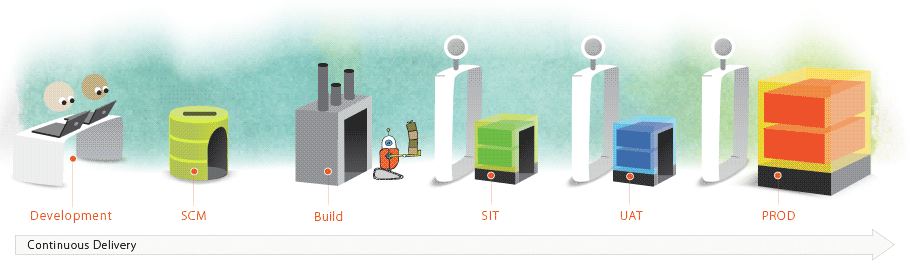 Development
SCM
Build
SIT
UAT
PROD
Continuous Delivery